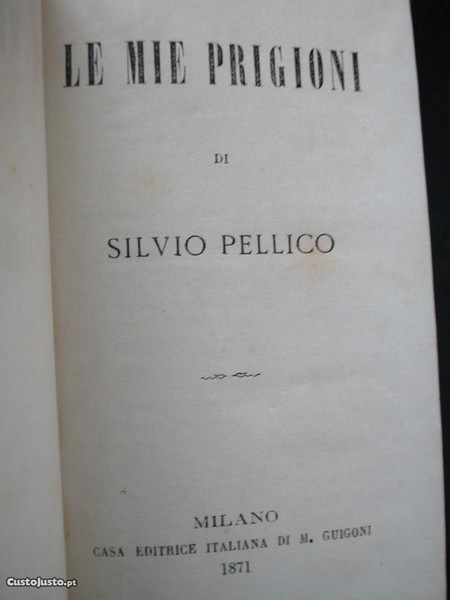 LE MIE PRIGIONI
DI
SILVIO PELLICO
MILANO
CASA EDITRICE ITALIANA DI M. GUIGONI
1871
CustoJusto.pt